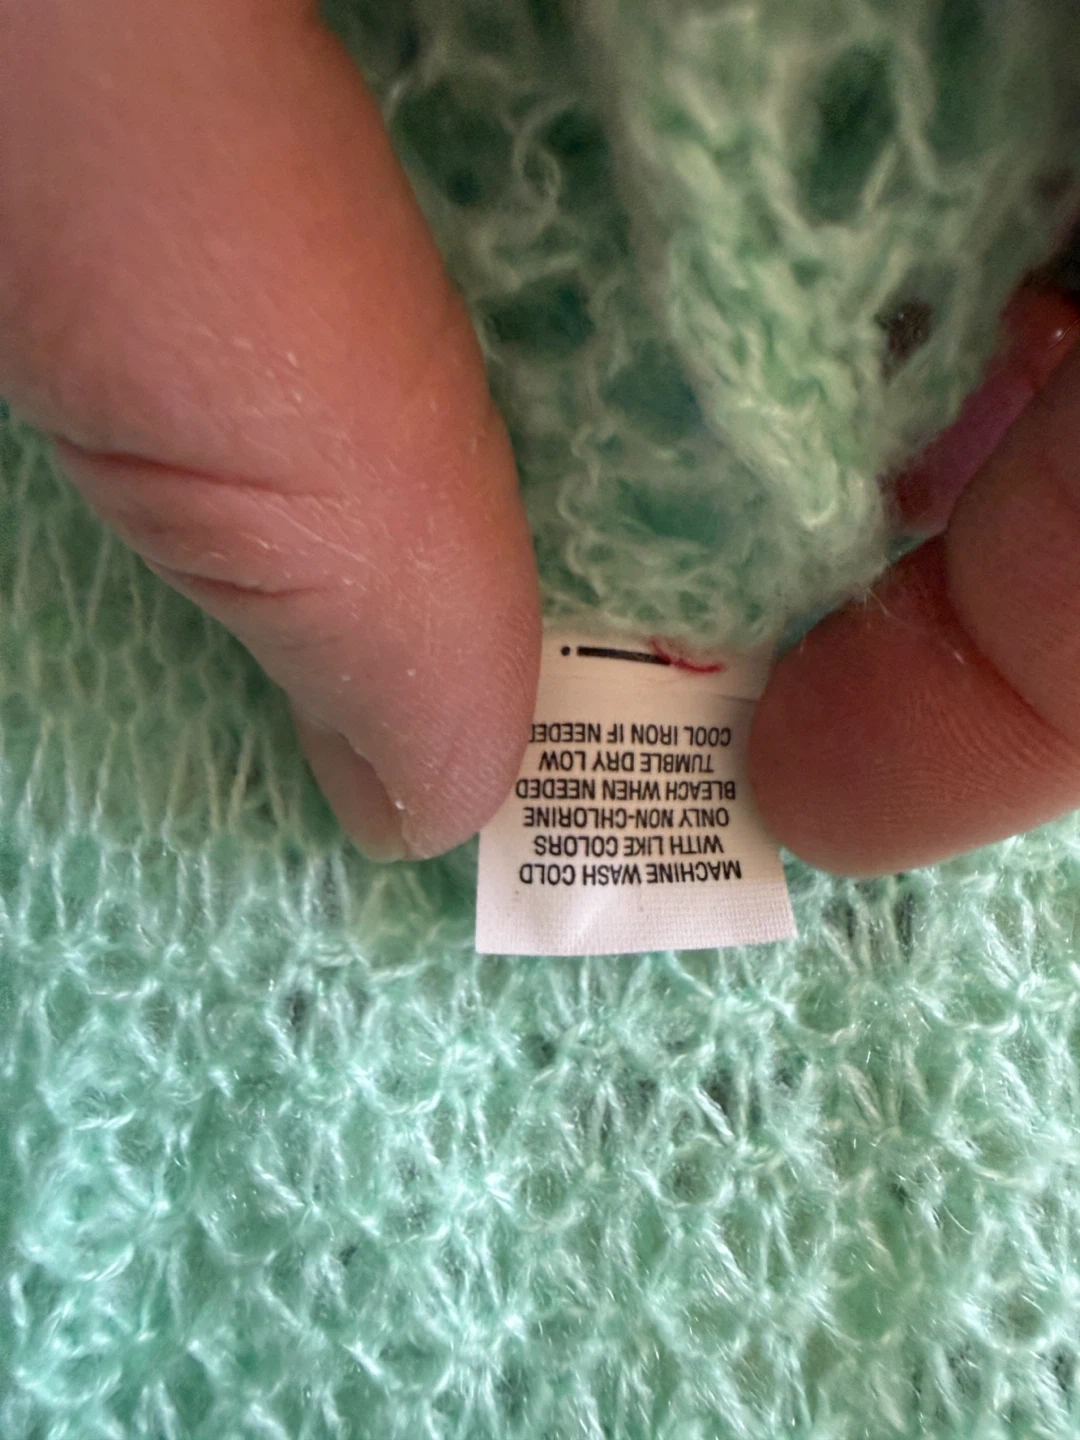 MACHINE WASH COLD
WITH LIKE COLORS
ONLY NON-CHLORINE
BLEACH WHEN NEEDED
TUMBLE DRY LOW
COOL IRON IF NEEDED